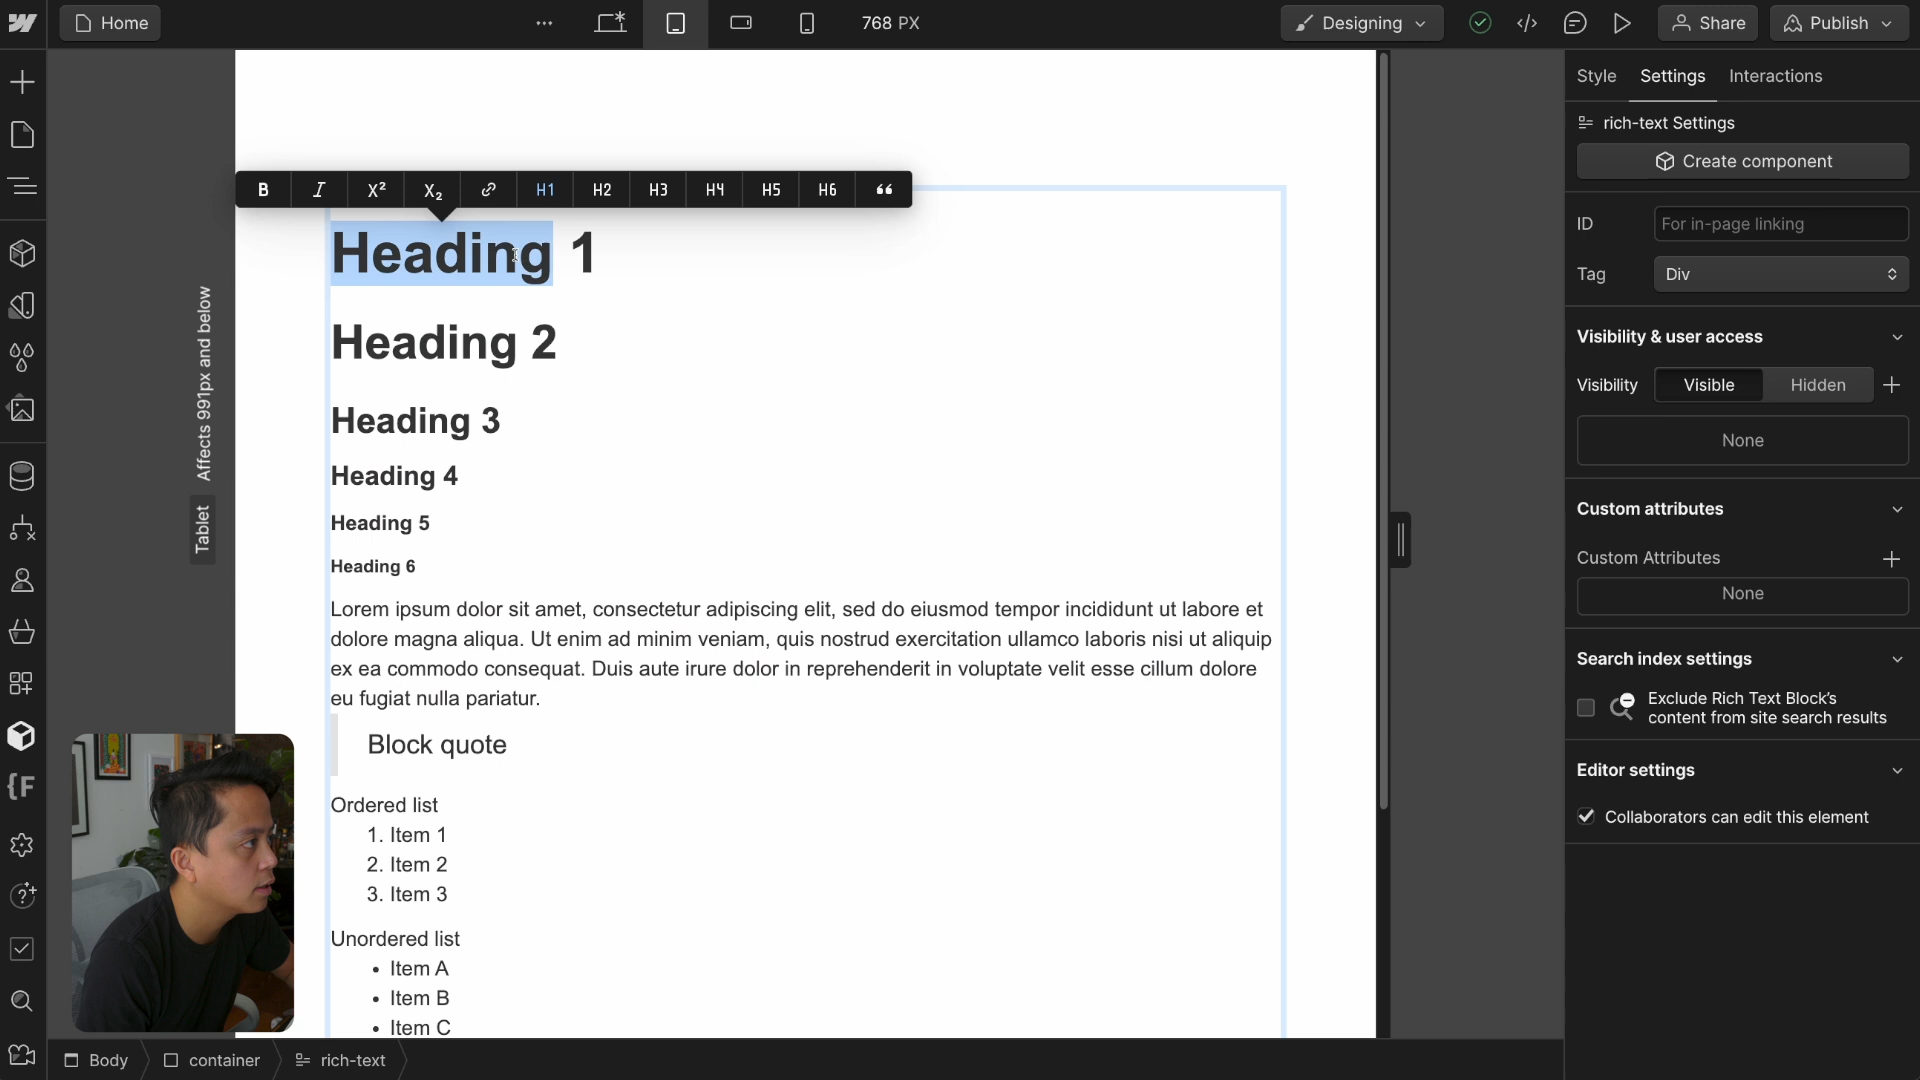 Home
768 PX
Designing
Share
Publish
Style
Settings
Interactions
rich-text Settings
Create component
ID
For in-page linking
Tag
Div
Visibility & user access
Visibility
Visible
Hidden
None
Custom attributes
Custom Attributes
None
Search index settings
Exclude Rich Text Block's
content from site search results
Editor settings
Collaborators can edit this element
Affects 991px and below
Tablet
B I X² X₂ H1 H2 H3 H4 H5 H6 “
Heading 1
Heading 2
Heading 3
Heading 4
Heading 5
Heading 6
Lorem ipsum dolor sit amet, consectetur adipiscing elit, sed do eiusmod tempor incididunt ut labore et
dolore magna aliqua. Ut enim ad minim veniam, quis nostrud exercitation ullamco laboris nisi ut aliquip
ex ea commodo consequat. Duis aute irure dolor in reprehenderit in voluptate velit esse cillum dolore
eu fugiat nulla pariatur.
Block quote
Ordered list
1. Item 1
2. Item 2
3. Item 3
Unordered list
• Item A
• Item B
• Item C
Body
container
rich-text